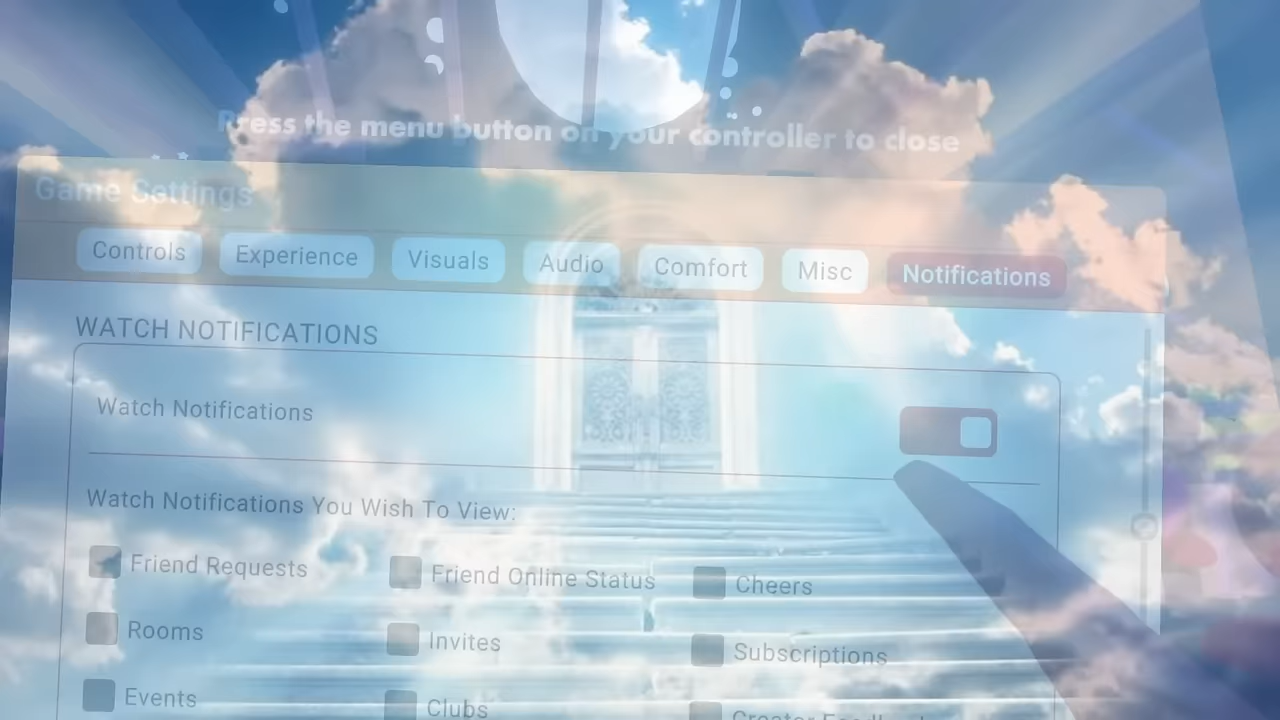 Press the menu button on your controller to close
Game Settings
Controls Experience Visuals Audio Comfort Misc Notifications
WATCH NOTIFICATIONS
Watch Notifications
Watch Notifications You Wish To View:
Friend Requests Friend Online Status Cheers
Rooms Invites Subscriptions
Events Clubs Creator